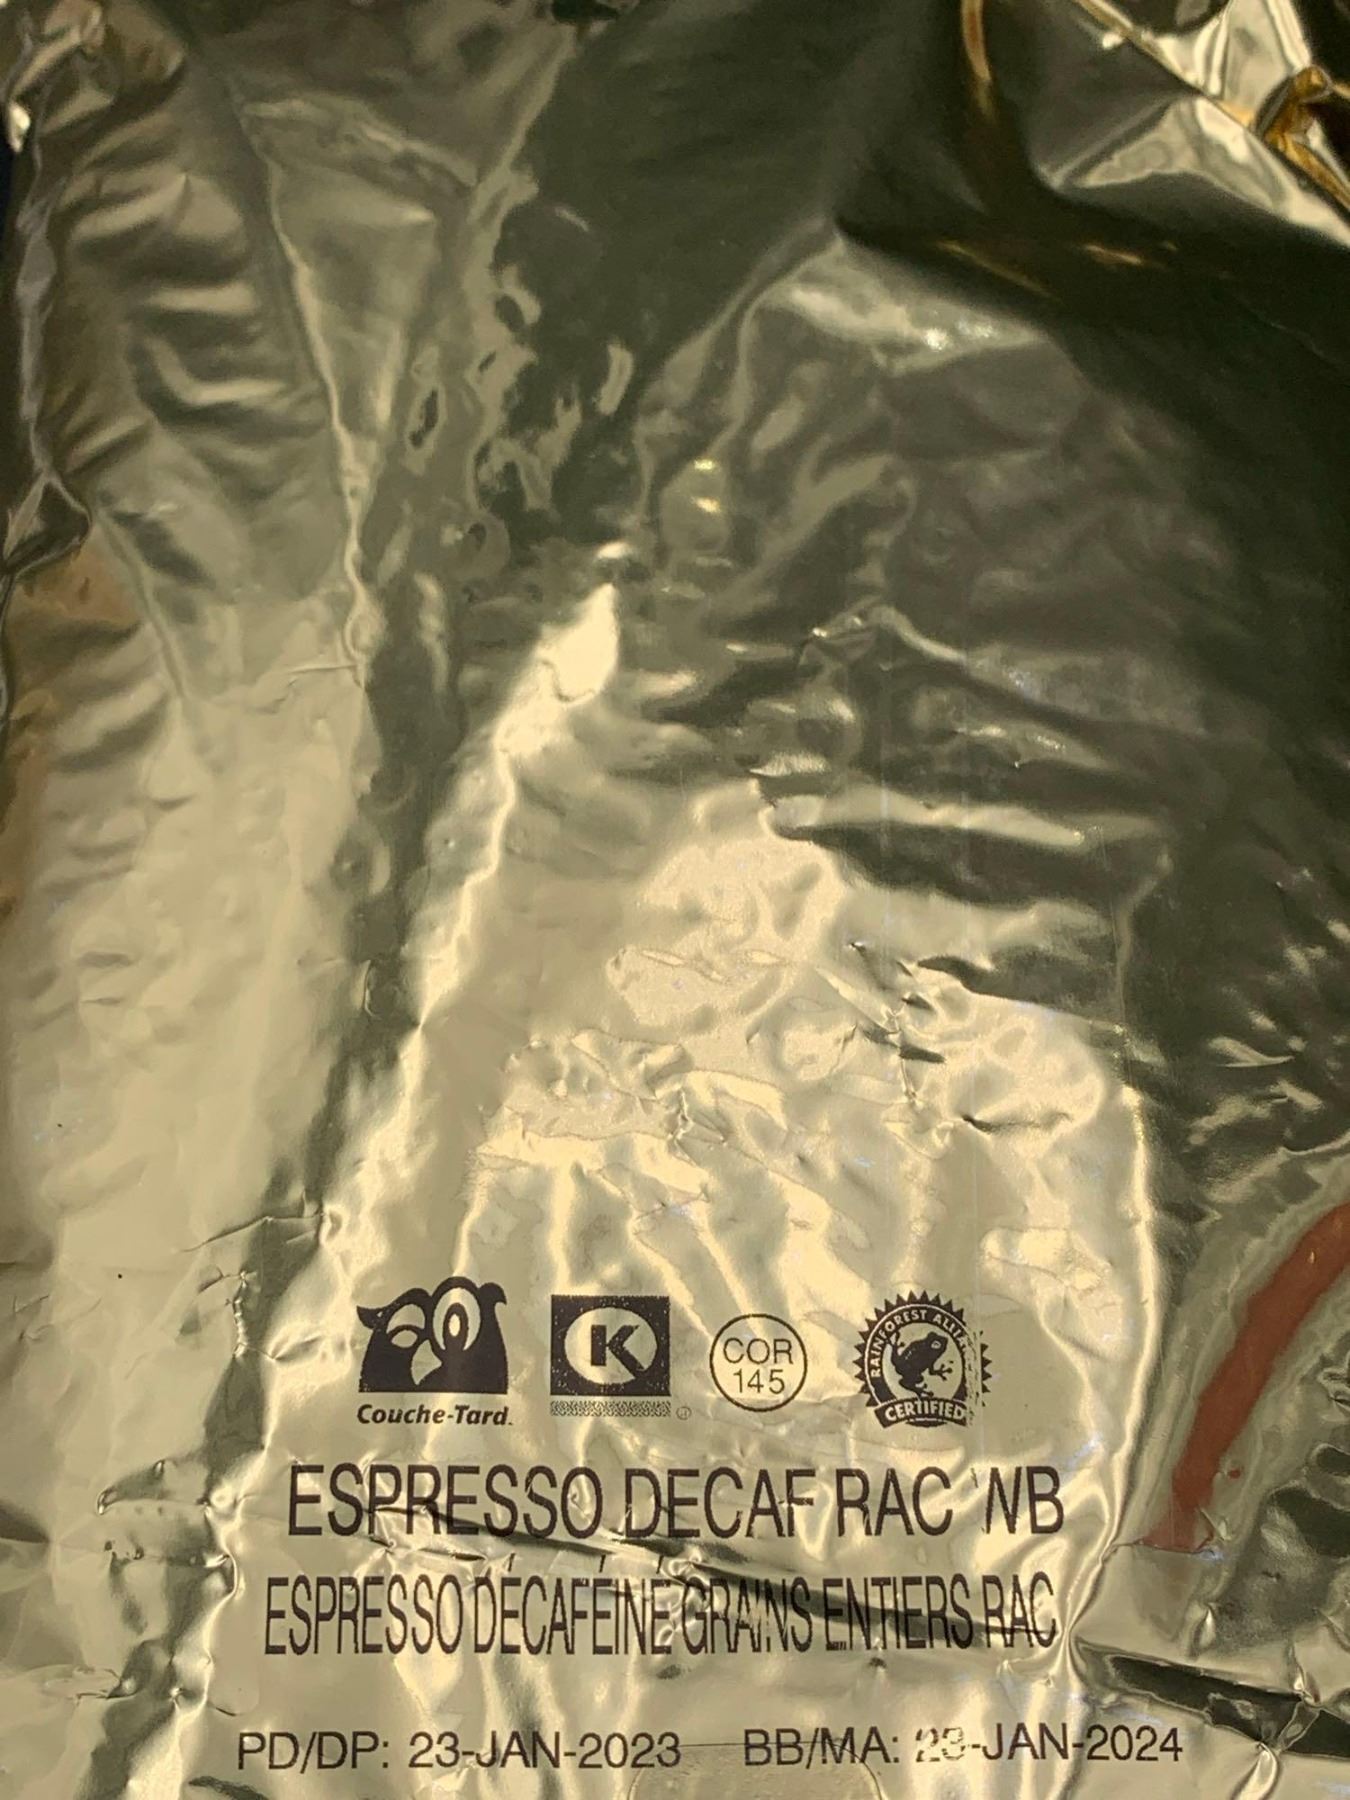 Couche-Tard.
K
COR
145
RAINFOREST ALLIANCE
CERTIFIED
ESPRESSO DECAF RAC WB
ESPRESSO DÉCAFÉINÉ GRAINS ENTIERS RAC
PD/DP: 23-JAN-2023 BB/MA: 23-JAN-2024